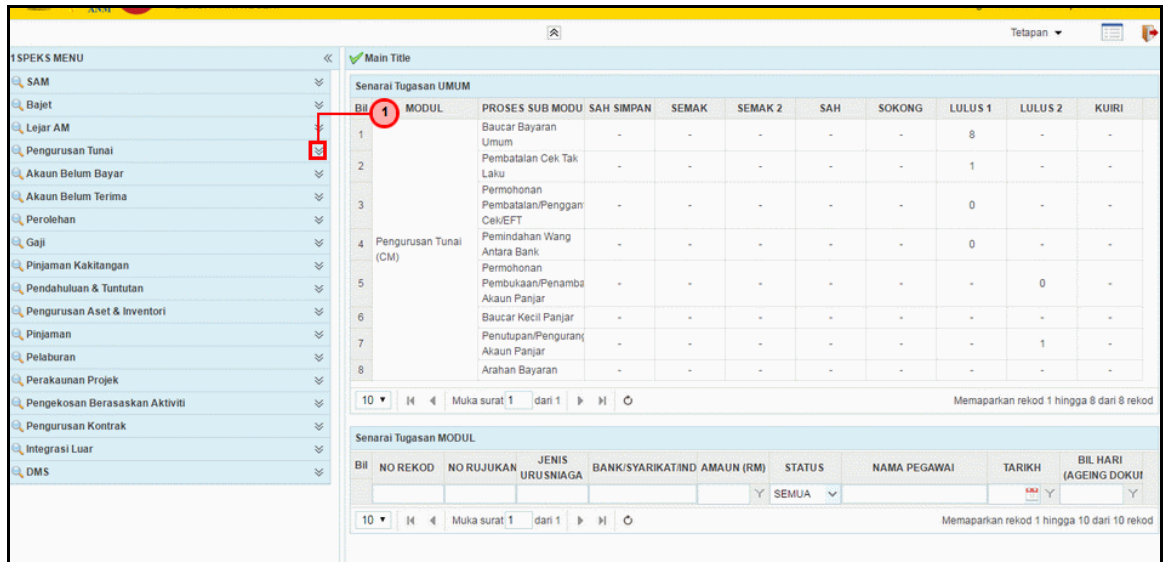 Tetapan
1SPEKS MENU
SAM
Bajet
Lejar AM
Pengurusan Tunai
Akaun Belum Bayar
Akaun Belum Terima
Perolehan
Gaji
Pinjaman Kakitangan
Pendahuluan & Tuntutan
Pengurusan Aset & Inventori
Pinjaman
Pelaburan
Perakaunan Projek
Pengekosan Berasaskan Aktiviti
Pengurusan Kontrak
Integrasi Luar
DMS
1
Main Title
Senarai Tugasan UMUM
Bil MODUL PROSES SUB MODU SAH SIMPAN SEMAK SEMAK 2 SAH SOKONG LULUS 1 LULUS 2 KUIRI
Pengurusan Tunai
(CM)
1 Baucar Bayaran
Umum - - - - - 8 - -
2 Pembatalan Cek Tak
Laku - - - - - 1 - -
3 Permohonan
Pembatalan/Penggan
Cek/EFT - - - - - 0 - -
4 Pemindahan Wang
Antara Bank - - - - - 0 - -
5 Permohonan
Pembukaan/Penamba
Akaun Panjar - - - - - - 0 -
6 Baucar Kecil Panjar - - - - - - - -
7 Penutupan/Pengurang
Akaun Panjar - - - - - - 1 -
8 Arahan Bayaran - - - - - - - -
10 Muka surat 1 dari 1 Memaparkan rekod 1 hingga 8 dari 8 rekod
Senarai Tugasan MODUL
Bil NO REKOD NO RUJUKAN JENIS
URUSNIAGA BANK/SYARIKAT/IND AMAUN (RM) STATUS NAMA PEGAWAI TARIKH BIL HARI
(AGEING DOKU
SEMUA
10 Muka surat 1 dari 1 Memaparkan rekod 1 hingga 10 dari 10 rekod